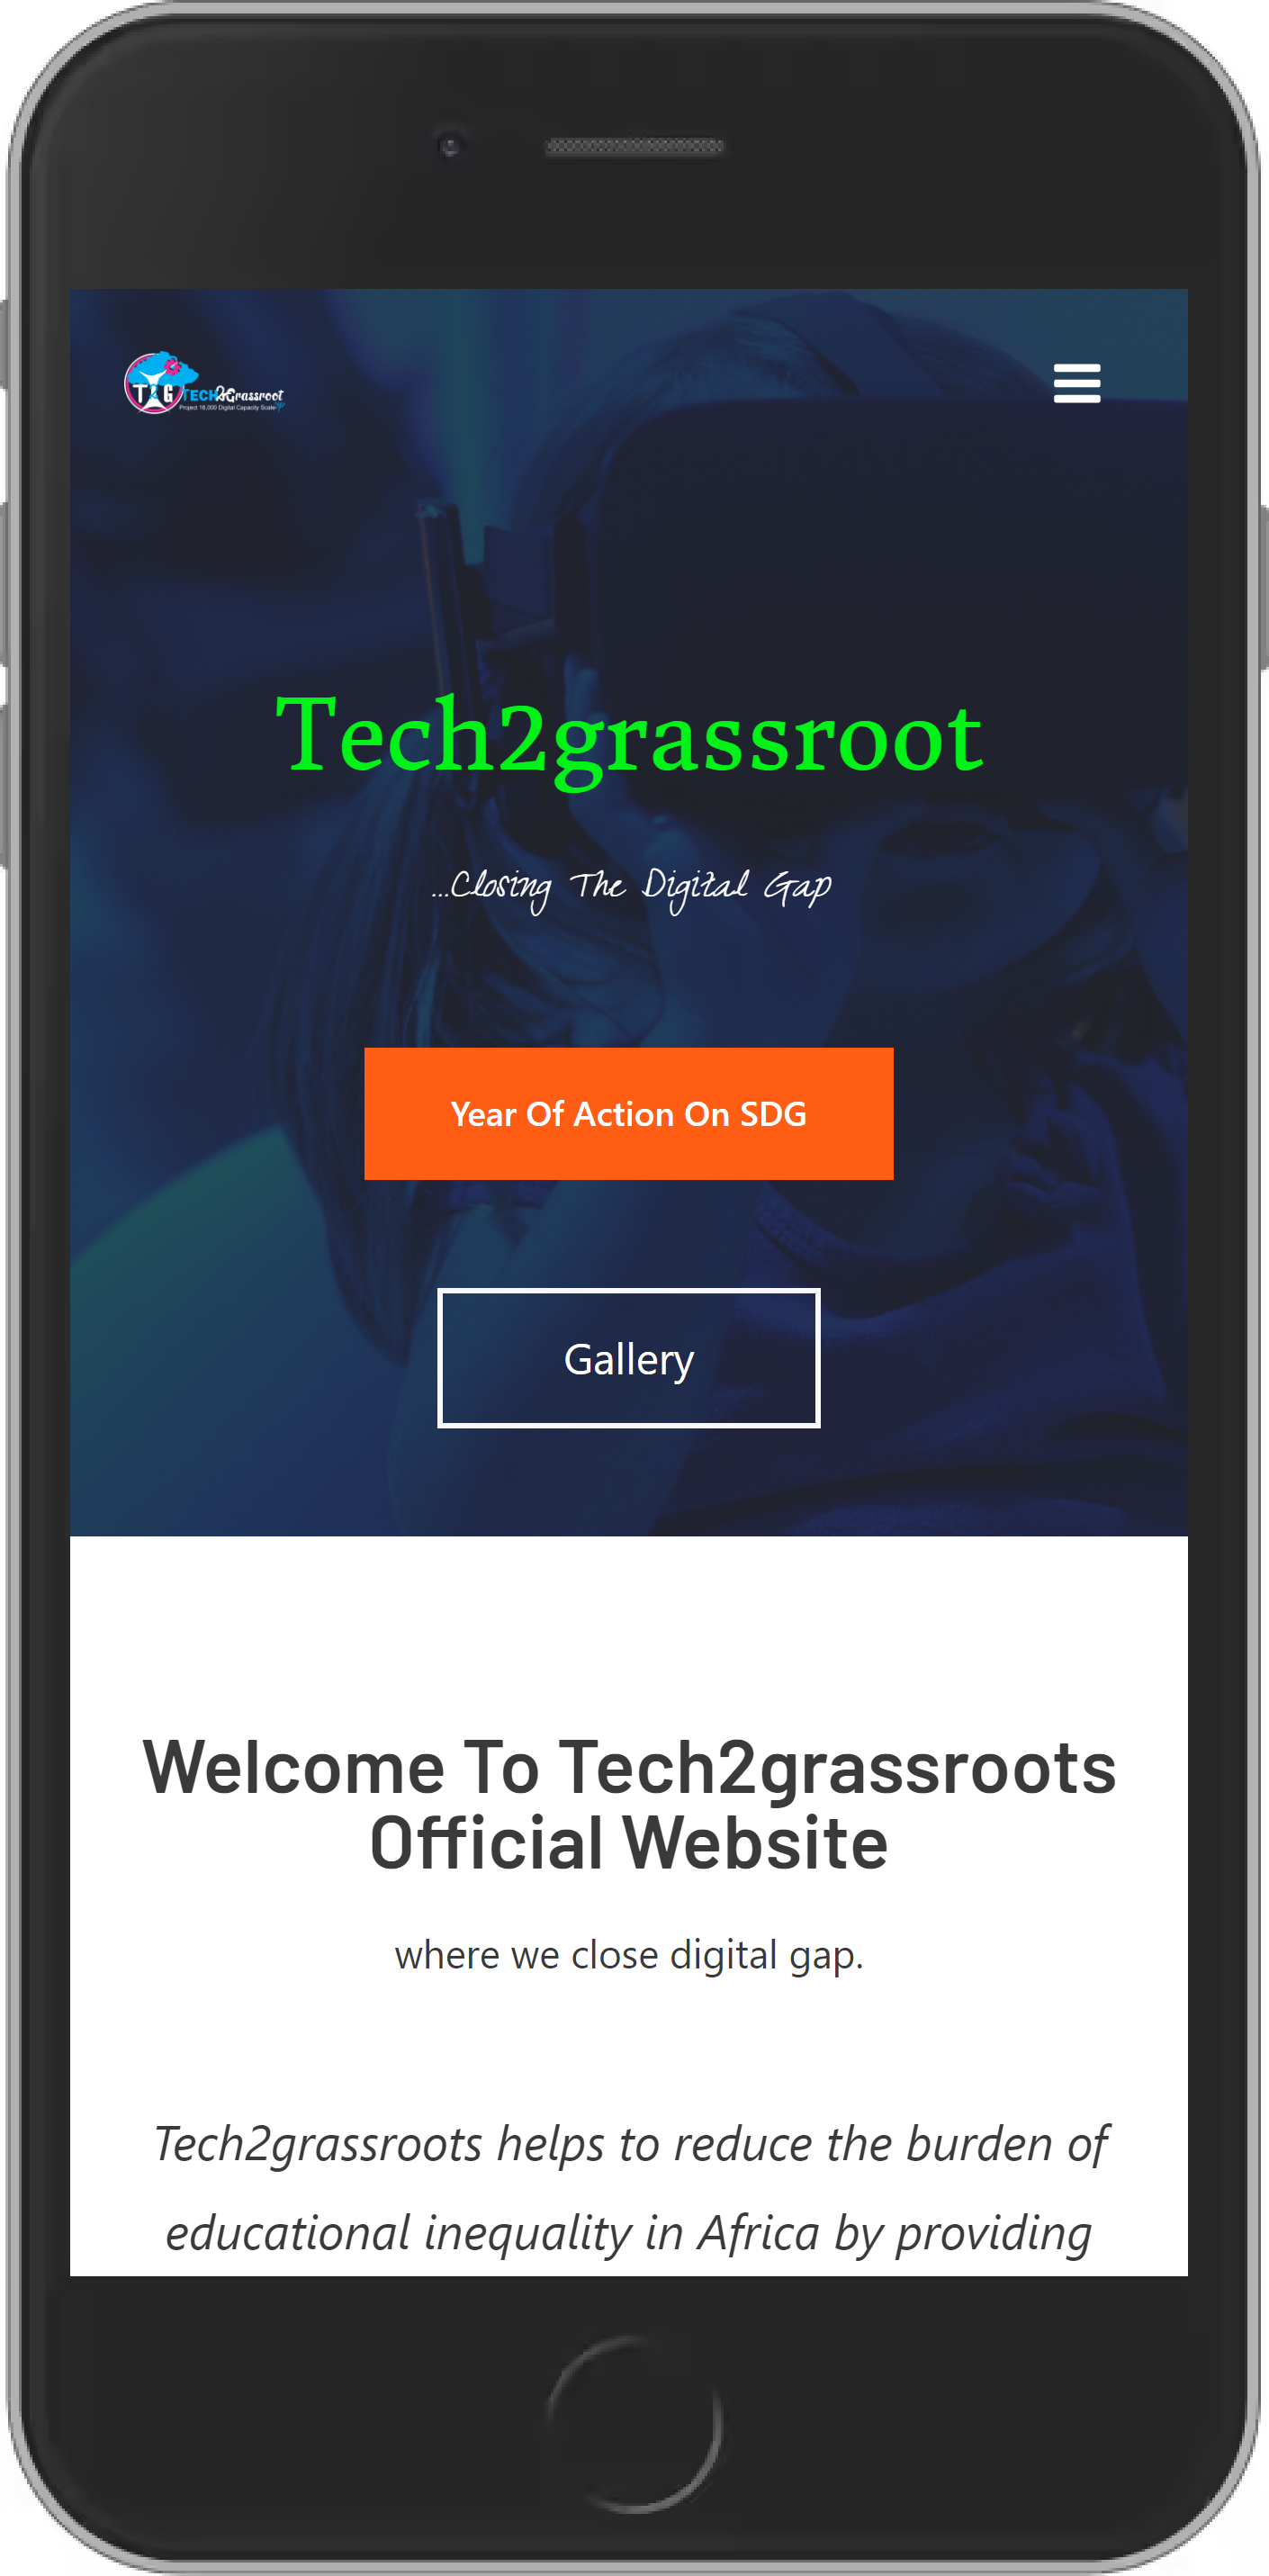 T2G TECH2Grassroot
Project 16,000 Digital Capacity Scale-up
Tech2grassroot
...Closing The Digital Gap
Year Of Action On SDG
Gallery
Welcome To Tech2grassroots
Official Website
where we close digital gap.
Tech2grassroots helps to reduce the burden of
educational inequality in Africa by providing